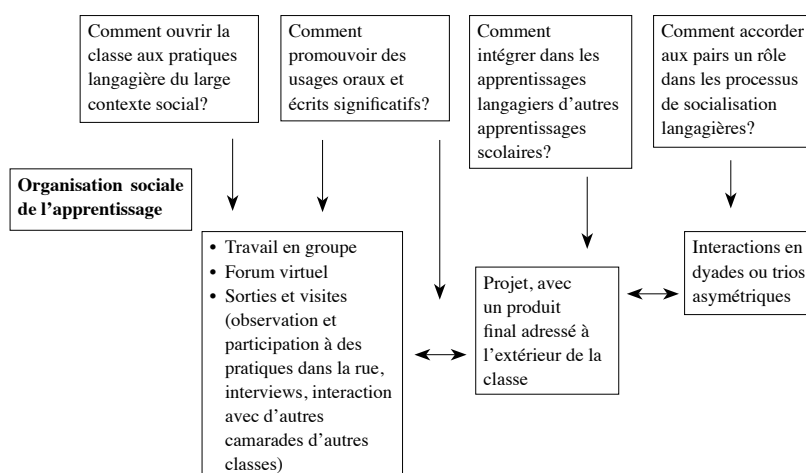 Comment ouvrir la
classe aux pratiques
langagière du large
contexte social?
Comment
promouvoir des
usages oraux et
écrits significatifs?
Comment
intégrer dans les
apprentissages
langagiers d'autres
apprentissages
scolaires?
Comment accorder
aux pairs un rôle
dans les processus
de socialisation
langagières?
Organisation sociale
de l'apprentissage
• Travail en groupe
• Forum virtuel
• Sorties et visites
(observation et
participation à des
pratiques dans la rue,
interviews, interaction
avec d'autres
camarades d'autres
classes)
Projet, avec
un produit
final adressé à
l'extérieur de la
classe
Interactions en
dyades ou trios
asymétriques